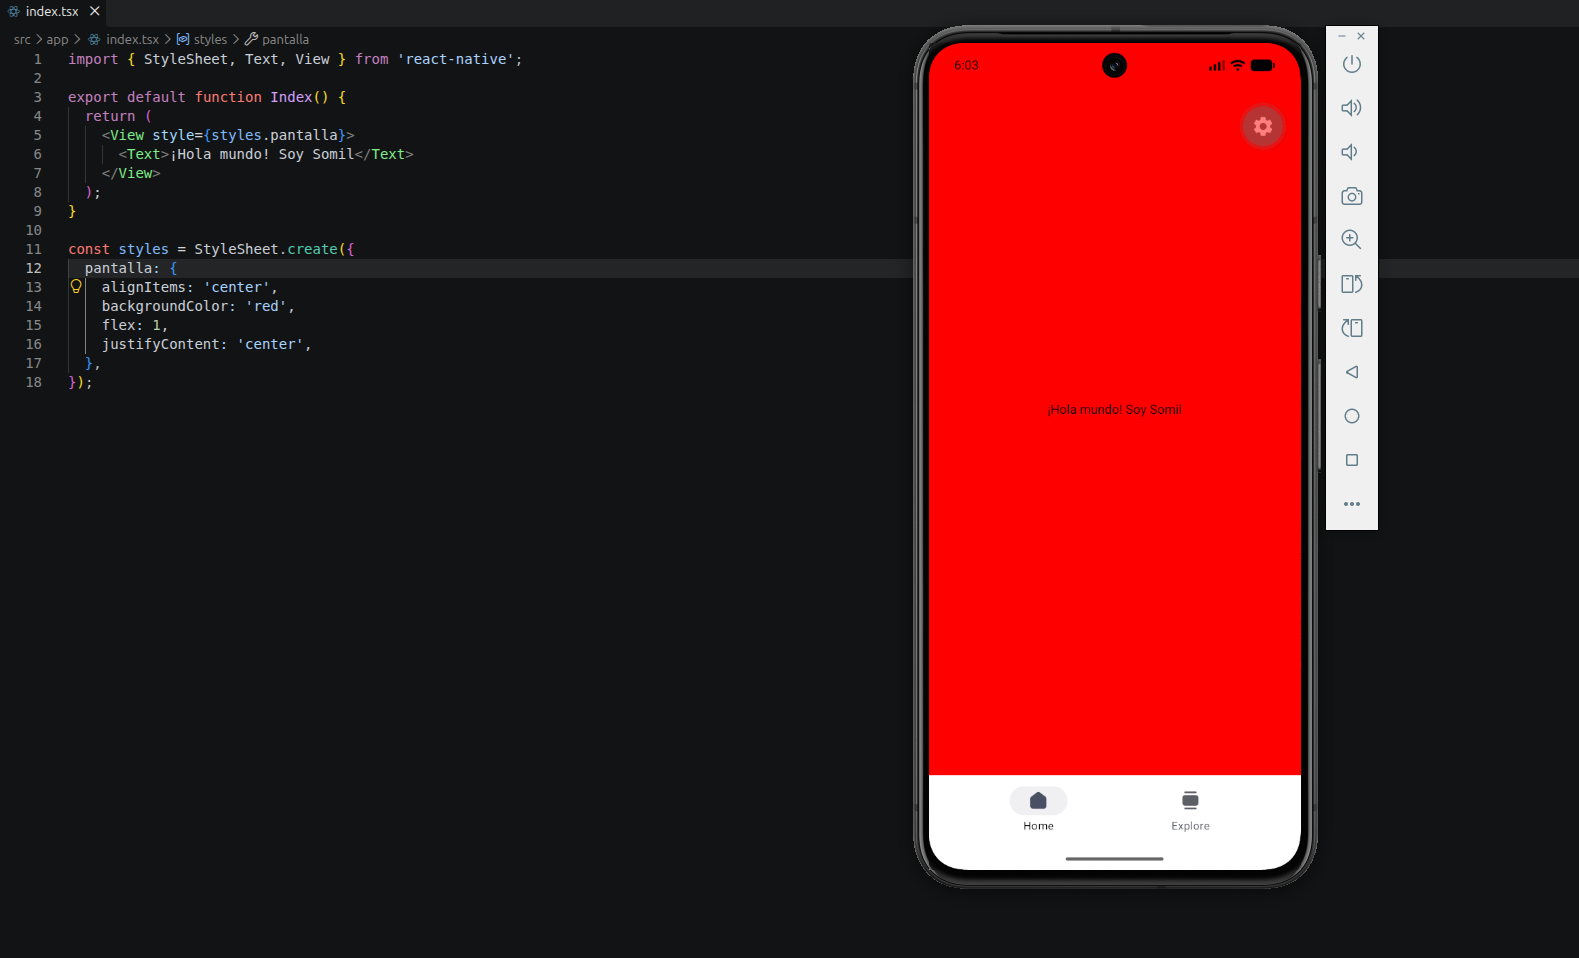 index.tsx
src > app > index.tsx > styles > pantalla
1 import { StyleSheet, Text, View } from 'react-native';
2
3 export default function Index() {
4   return (
5     <View style={styles.pantalla}>
6       <Text>¡Hola mundo! Soy Somil</Text>
7     </View>
8   );
9 }
10
11 const styles = StyleSheet.create({
12   pantalla: {
13     alignItems: 'center',
14     backgroundColor: 'red',
15     flex: 1,
16     justifyContent: 'center',
17   },
18 });
6:03
¡Hola mundo! Soy Somil
Home
Explore